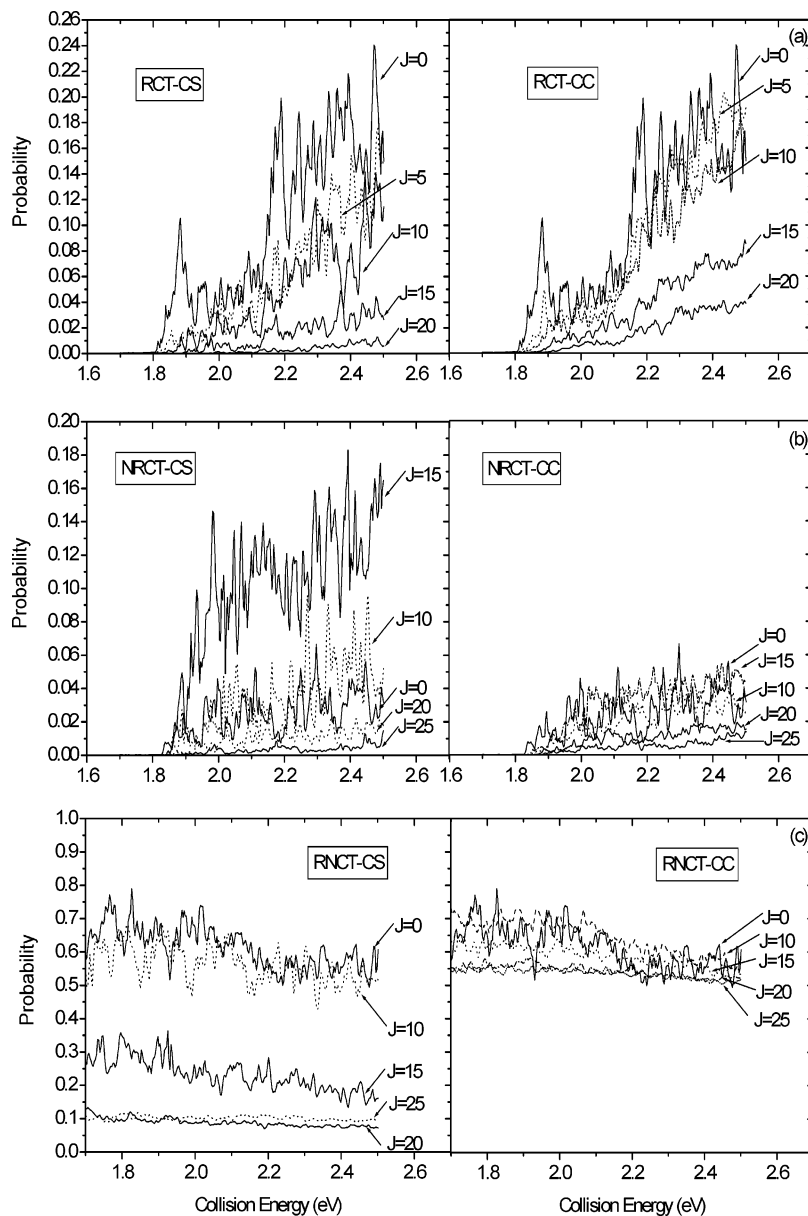 (a)
0.26
0.24
0.22
0.20
0.18
0.16
0.14
0.12
0.10
0.08
0.06
0.04
0.02
0.00
Probability
RCT-CS
J=0
J=5
J=10
J=15
J=20
RCT-CC
J=0
J=5
J=10
J=15
J=20
1.6 1.8 2.0 2.2 2.4 2.6 1.8 2.0 2.2 2.4 2.6
(b)
0.20
0.18
0.16
0.14
0.12
0.10
0.08
0.06
0.04
0.02
0.00
Probability
NRCT-CS
J=15
J=10
J=0
J=20
J=25
NRCT-CC
J=0
J=15
J=10
J=20
J=25
1.6 1.8 2.0 2.2 2.4 2.6 1.8 2.0 2.2 2.4 2.6
(c)
1.0
0.9
0.8
0.7
0.6
0.5
0.4
0.3
0.2
0.1
0.0
Probability
RNCT-CS
J=0
J=10
J=15
J=25
J=20
RNCT-CC
J=0
J=10
J=15
J=20
J=25
1.8 2.0 2.2 2.4 2.6 1.8 2.0 2.2 2.4 2.6
Collision Energy (eV)
Collision Energy (eV)